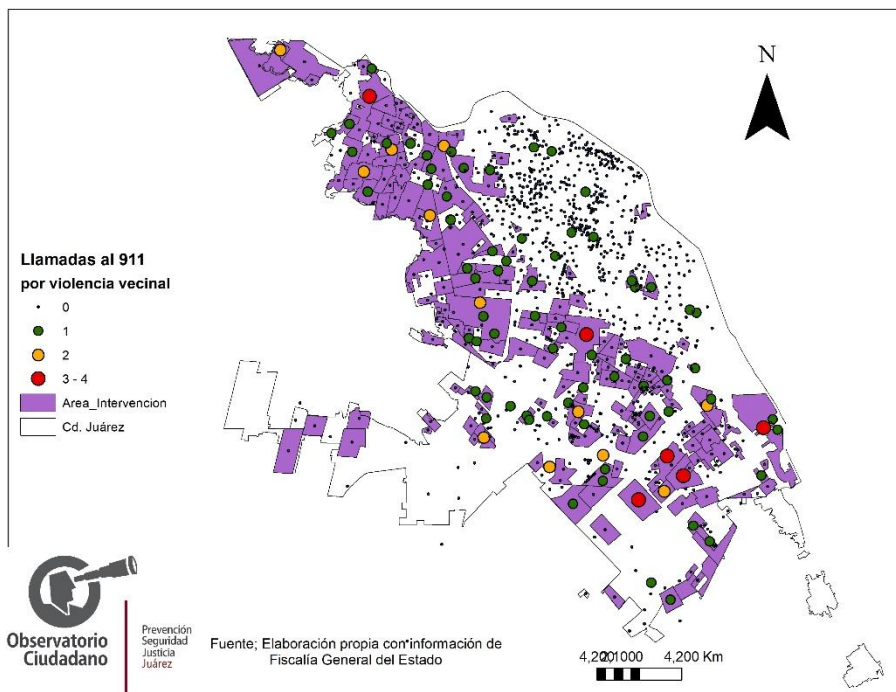 N
Llamadas al 911
por violencia vecinal
0
1
2
3 - 4
Area_Intervencion
Cd. Juárez
Observatorio
Ciudadano
Prevención
Seguridad
Justicia
Juárez
Fuente; Elaboración propia con información de
Fiscalía General del Estado
4,200 Km